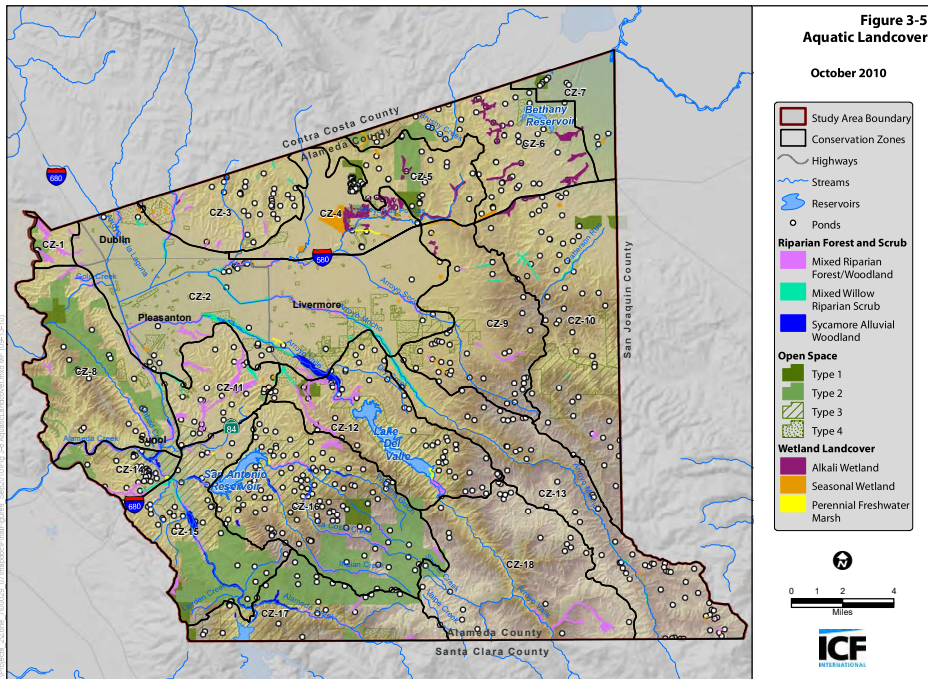 Figure 3-5
Aquatic Landcover
October 2010
Study Area Boundary
Conservation Zones
Highways
Streams
Reservoirs
Ponds
Riparian Forest and Scrub
Mixed Riparian
Forest/Woodland
Mixed Willow
Riparian Scrub
Sycamore Alluvial
Woodland
Open Space
Type 1
Type 2
Type 3
Type 4
Wetland Landcover
Alkali Wetland
Seasonal Wetland
Perennial Freshwater
Marsh
N
0 1 2 4
Miles
ICF
INTERNATIONAL
Contra Costa County
Alameda County
San Joaquin County
Alameda County
Santa Clara County
CZ-7
Bethany
Reservoir
CZ-6
CZ-5
CZ-3
CZ-4
CZ-1
Dublin
680
580
680
CZ-2
Livermore
Pleasanton
CZ-9
CZ-10
CZ-8
CZ-11
84
CZ-12
Lake
Del
Valle
Sunol
Alameda Creek
CZ-14
San Antonio
Reservoir
CZ-16
CZ-13
CZ-15
CZ-18
CZ-17
Indian Creek